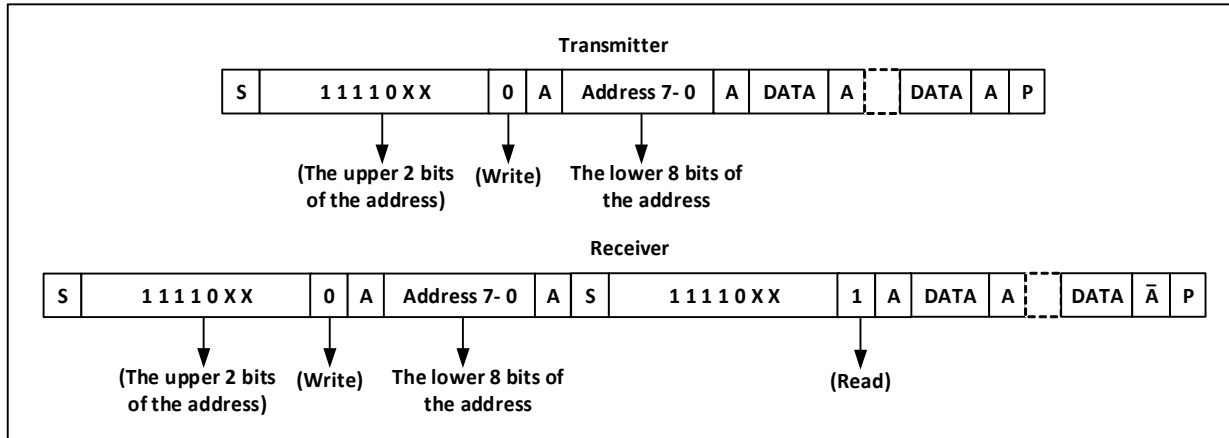 Transmitter
S 1 1 1 1 0 X X 0 A Address 7- 0 A DATA A DATA A P
(The upper 2 bits of the address) (Write) The lower 8 bits of the address
Receiver
S 1 1 1 1 0 X X 0 A Address 7- 0 A S 1 1 1 1 0 X X 1 A DATA A DATA Ā P
(The upper 2 bits of the address) (Write) The lower 8 bits of the address (Read)